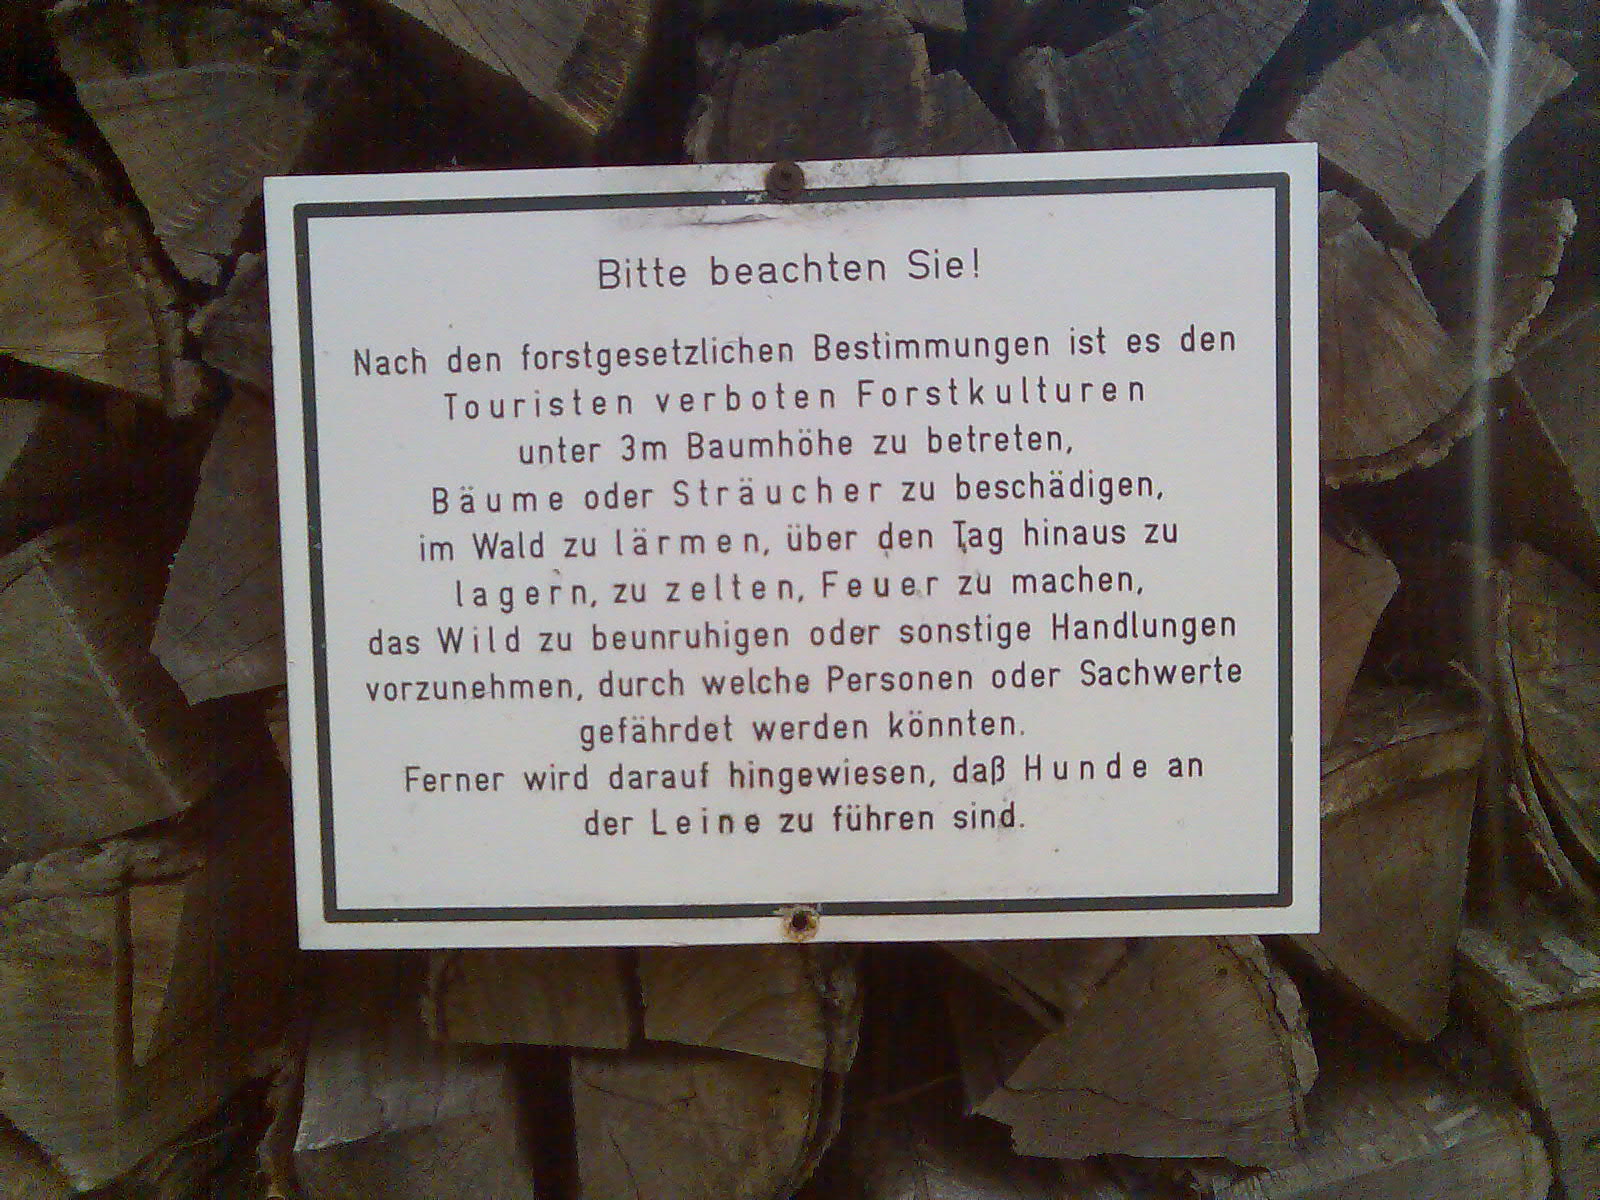 Bitte beachten Sie!
Nach den forstgesetzlichen Bestimmungen ist es den
Touristen verboten Forstkulturen
unter 3m Baumhöhe zu betreten,
Bäume oder Sträucher zu beschädigen,
im Wald zu lärmen, über den Tag hinaus zu
lagern, zu zelten, Feuer zu machen,
das Wild zu beunruhigen oder sonstige Handlungen
vorzunehmen, durch welche Personen oder Sachwerte
gefährdet werden könnten.
Ferner wird darauf hingewiesen, daß Hunde an
der Leine zu führen sind.